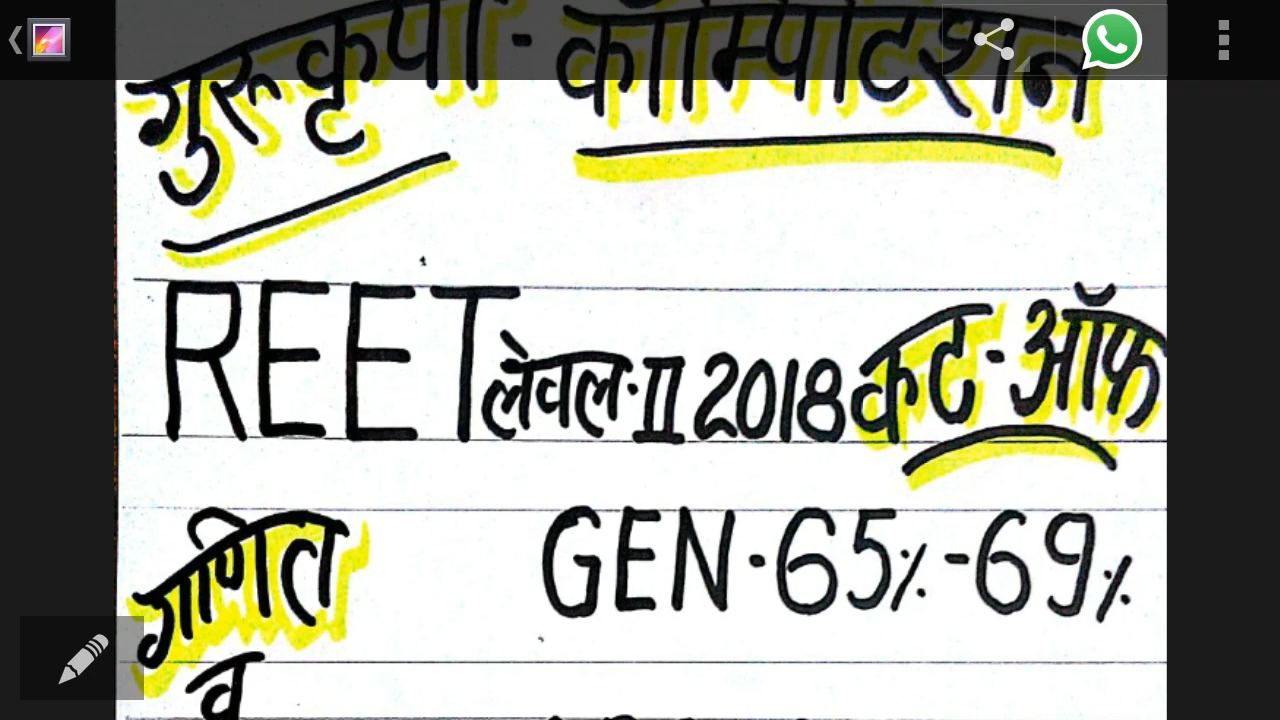 गुरुकृपा - कॉम्पिटिशन
REET लेवल·II 2018 कट-ऑफ
गणित GEN·65%-69%
व